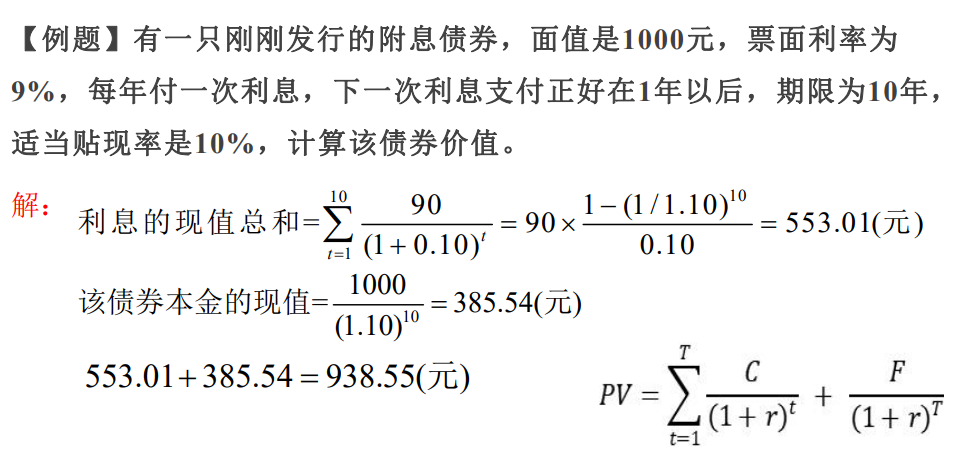 【例题】有一只刚刚发行的附息债券，面值是1000元，票面利率为
9%，每年付一次利息，下一次利息支付正好在1年以后，期限为10年，
适当贴现率是10%，计算该债券价值。
解： 利息的现值总和=\sum_{t=1}^{10} \frac{90}{(1+0.10)^t} = 90 × \frac{1-(1/1.10)^{10}}{0.10} = 553.01(元)
该债券本金的现值=\frac{1000}{(1.10)^{10}} = 385.54(元)
553.01+385.54 = 938.55(元)
PV = \sum_{t=1}^{T} \frac{C}{(1+r)^t} + \frac{F}{(1+r)^T}